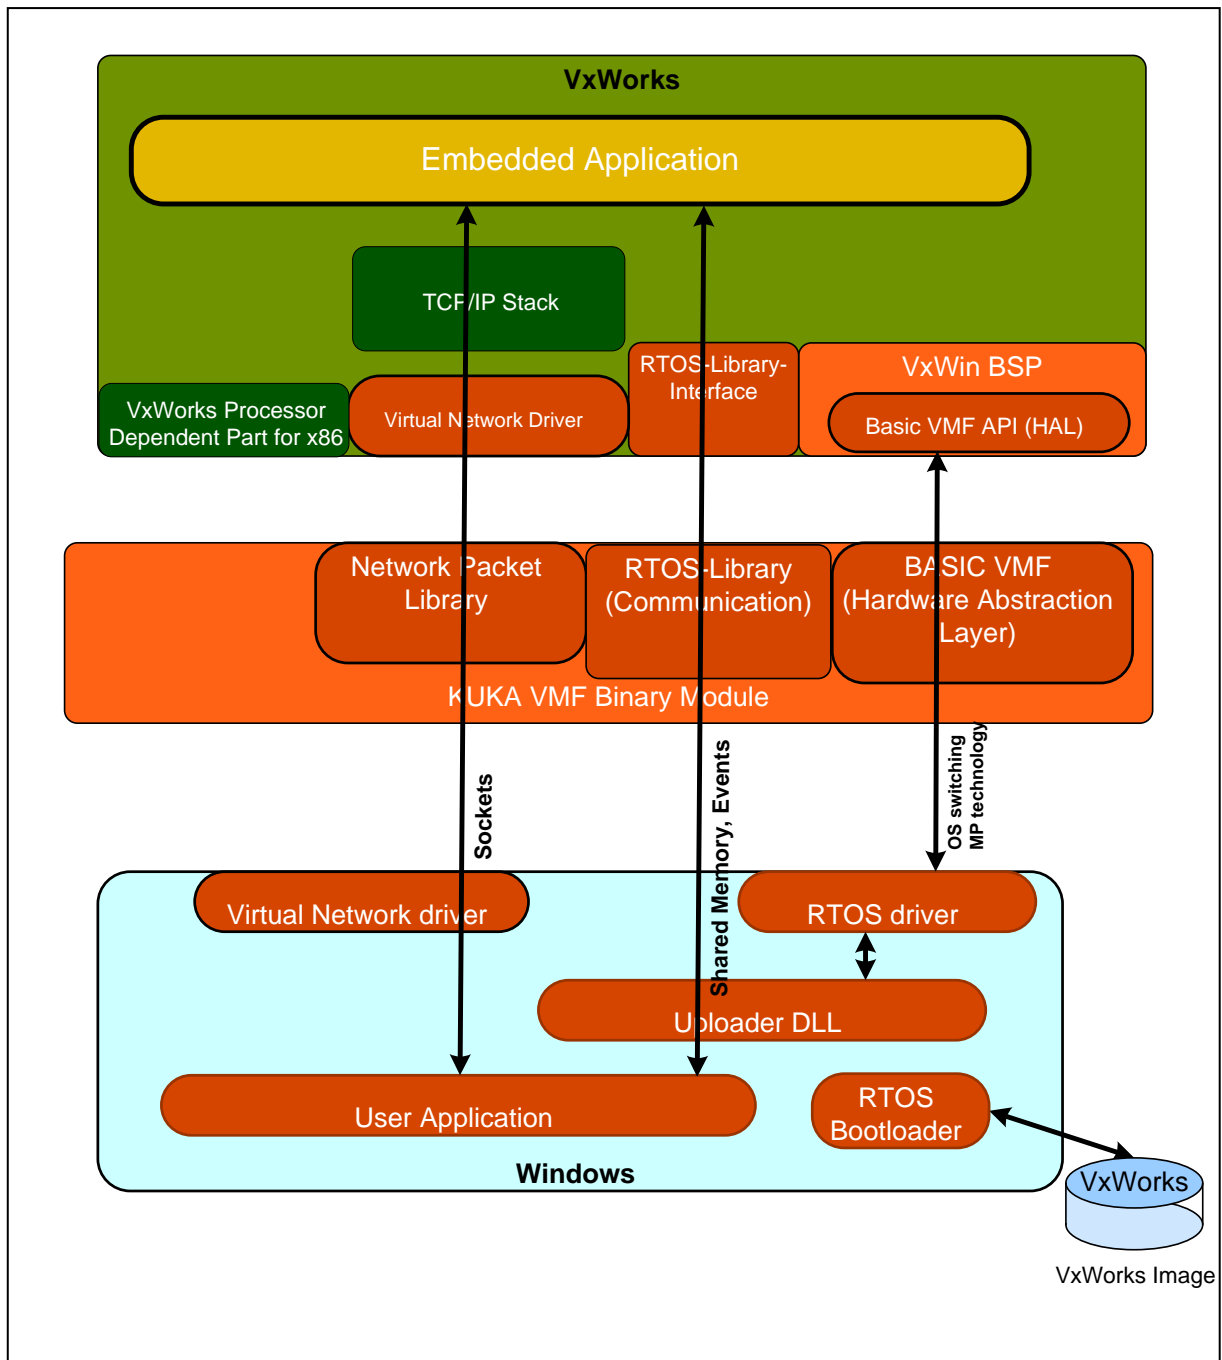 VxWorks
Embedded Application
TCP/IP Stack
RTOS-Library-
Interface
VxWin BSP
VxWorks Processor
Dependent Part for x86
Virtual Network Driver
Basic VMF API (HAL)
Network Packet
Library
RTOS-Library
(Communication)
BASIC VMF
(Hardware Abstraction
Layer)
KUKA VMF Binary Module
Sockets
Shared Memory, Events
OS switching
MP technology
Virtual Network driver
RTOS driver
Uploader DLL
User Application
RTOS
Bootloader
Windows
VxWorks
VxWorks Image